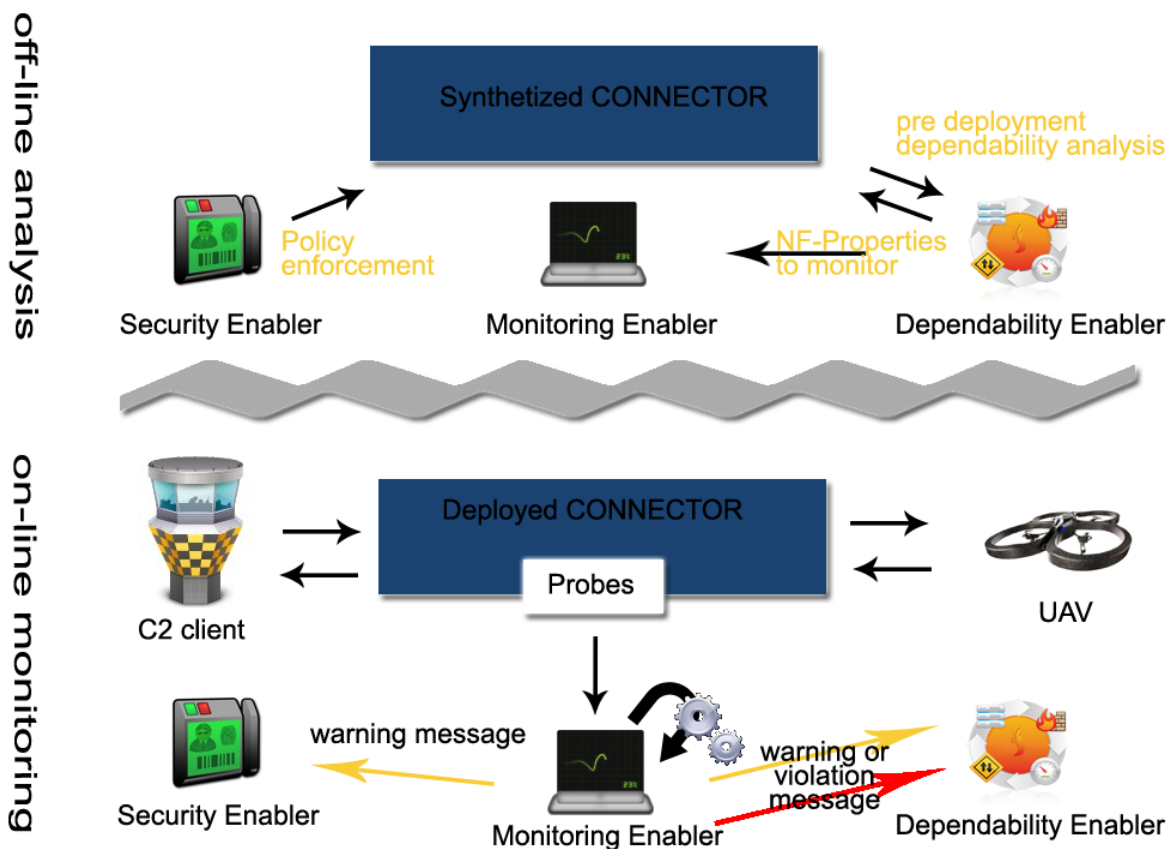 off-line analysis
Synthetized CONNECTOR
pre deployment
dependability analysis
Policy
enforcement
23%
NF-Properties
to monitor
Security Enabler
Monitoring Enabler
Dependability Enabler
on-line monitoring
Deployed CONNECTOR
Probes
C2 client
UAV
warning message
23%
warning or
violation
message
Security Enabler
Monitoring Enabler
Dependability Enabler